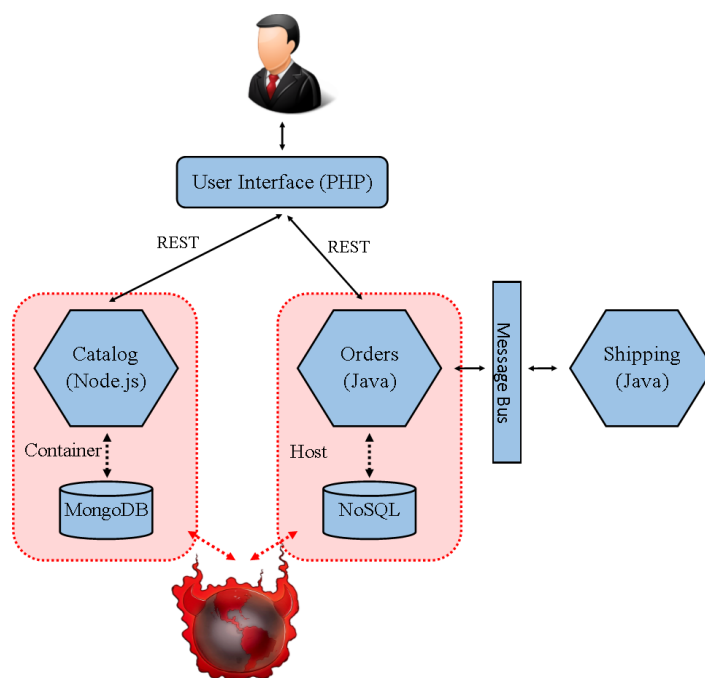 User Interface (PHP)
REST
REST
Catalog
(Node.js)
Orders
(Java)
Message Bus
Shipping
(Java)
Container
Host
MongoDB
NoSQL